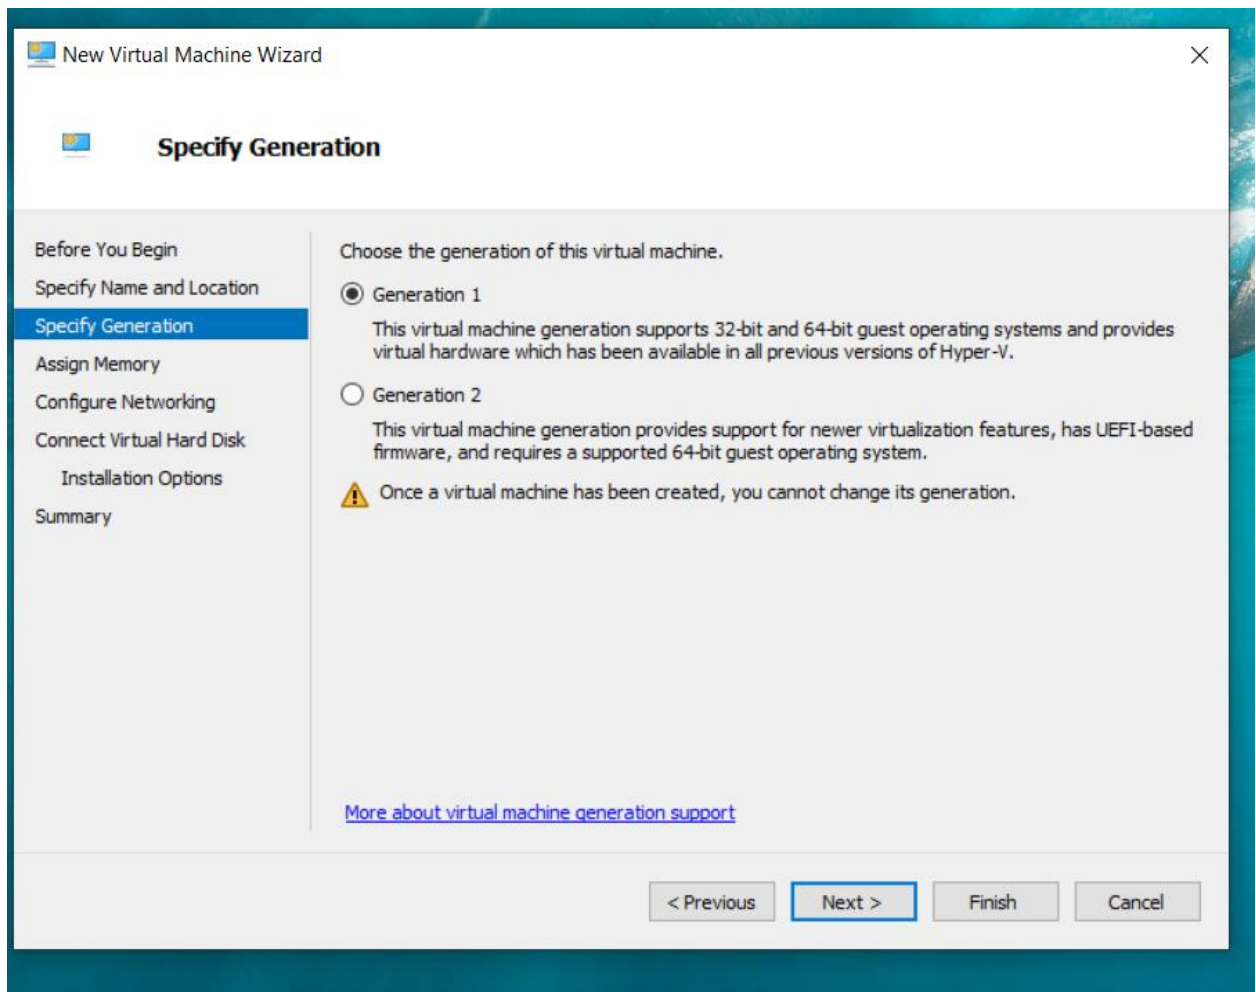 New Virtual Machine Wizard
Specify Generation
Before You Begin
Specify Name and Location
Specify Generation
Assign Memory
Configure Networking
Connect Virtual Hard Disk
Installation Options
Summary
Choose the generation of this virtual machine.
Generation 1
This virtual machine generation supports 32-bit and 64-bit guest operating systems and provides
virtual hardware which has been available in all previous versions of Hyper-V.
Generation 2
This virtual machine generation provides support for newer virtualization features, has UEFI-based
firmware, and requires a supported 64-bit guest operating system.
Once a virtual machine has been created, you cannot change its generation.
More about virtual machine generation support
< Previous
Next >
Finish
Cancel